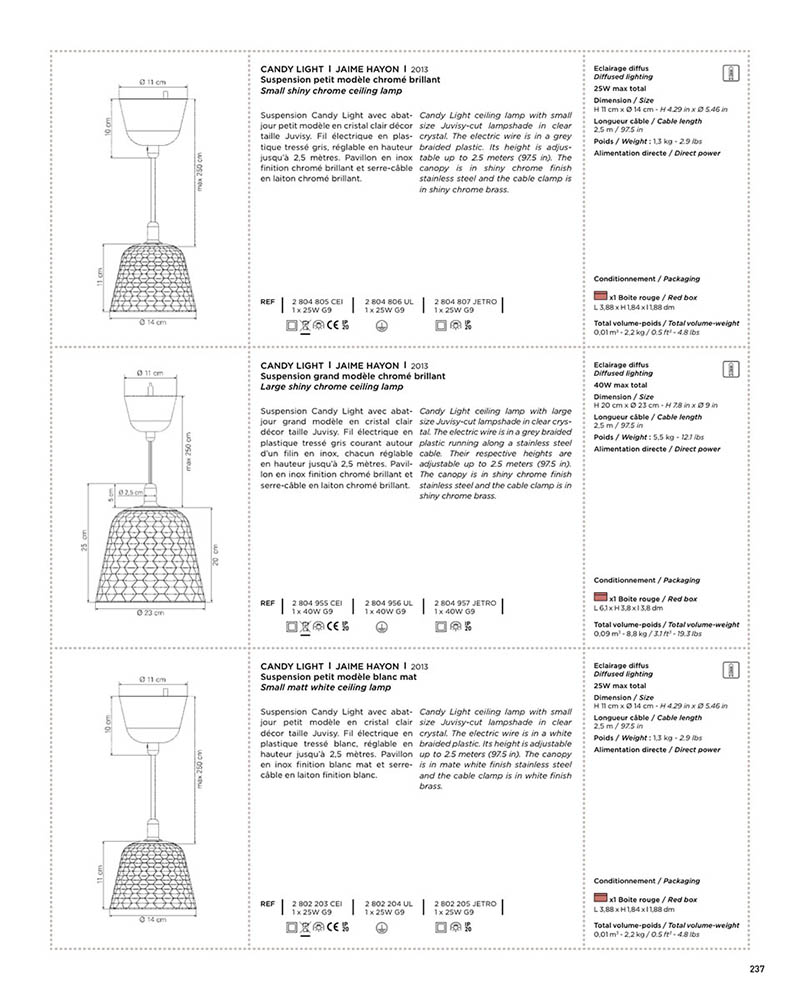 Ø 11 cm
10 cm
max 250 cm
11 cm
Ø 14 cm
CANDY LIGHT | JAIME HAYON | 2013
Suspension petit modèle chromé brillant
Small shiny chrome ceiling lamp
Suspension Candy Light avec abat-
jour petit modèle en cristal clair décor
taille Juvisy. Fil électrique en plas-
tique tressé gris, réglable en hauteur
jusqu'à 2,5 mètres. Pavillon en inox
finition chromé brillant et serre-câble
en laiton chromé brillant.
Candy Light ceiling lamp with small
size Juvisy-cut lampshade in clear
crystal. The electric wire is in a grey
braided plastic. Its height is adjus-
table up to 2.5 meters (97.5 in). The
canopy is in shiny chrome finish
stainless steel and the cable clamp is
in shiny chrome brass.
REF
2 804 805 CEI
1 x 25W G9
2 804 806 UL
1 x 25W G9
2 804 807 JETRO
1 x 25W G9
Eclairage diffus
Diffused lighting
25W max total
Dimension / Size
H 11 cm x Ø 14 cm - H 4.29 in x Ø 5.46 in
Longueur câble / Cable length
2,5 m / 97.5 in
Poids / Weight : 1,3 kg - 2.9 lbs
Alimentation directe / Direct power
Conditionnement / Packaging
x1 Boite rouge / Red box
L 3,88 x H 1,84 x l 1,88 dm
Total volume-poids / Total volume-weight
0,01 m³ - 2,2 kg / 0.5 ft³ - 4.8 lbs
Ø 11 cm
max 250 cm
5 cm
Ø 2,5 cm
25 cm
20 cm
Ø 23 cm
CANDY LIGHT | JAIME HAYON | 2013
Suspension grand modèle chromé brillant
Large shiny chrome ceiling lamp
Suspension Candy Light avec abat-
jour grand modèle en cristal clair
décor taille Juvisy. Fil électrique en
plastique tressé gris courant autour
d'un filin en inox, chacun réglable
en hauteur jusqu'à 2,5 mètres. Pavil-
lon en inox finition chromé brillant et
serre-câble en laiton chromé brillant.
Candy Light ceiling lamp with large
size Juvisy-cut lampshade in clear crys-
tal. The electric wire is in a grey braided
plastic running along a stainless steel
cable. Their respective heights are
adjustable up to 2.5 meters (97.5 in).
The canopy is in shiny chrome finish
stainless steel and the cable clamp is in
shiny chrome brass.
REF
2 804 955 CEI
1 x 40W G9
2 804 956 UL
1 x 40W G9
2 804 957 JETRO
1 x 40W G9
Eclairage diffus
Diffused lighting
40W max total
Dimension / Size
H 20 cm x Ø 23 cm - H 7.8 in x Ø 9 in
Longueur câble / Cable length
2,5 m / 97.5 in
Poids / Weight : 5,5 kg - 12.1 lbs
Alimentation directe / Direct power
Conditionnement / Packaging
x1 Boite rouge / Red box
L 6,1 x H 3,8 x l 3,8 dm
Total volume-poids / Total volume-weight
0,09 m³ - 8,8 kg / 3.1 ft³ - 19.3 lbs
Ø 11 cm
10 cm
max 250 cm
11 cm
Ø 14 cm
CANDY LIGHT | JAIME HAYON | 2013
Suspension petit modèle blanc mat
Small matt white ceiling lamp
Suspension Candy Light avec abat-
jour petit modèle en cristal clair
décor taille Juvisy. Fil électrique en
plastique tressé blanc, réglable en
hauteur jusqu'à 2,5 mètres. Pavillon
en inox finition blanc mat et serre-
câble en laiton finition blanc.
Candy Light ceiling lamp with small
size Juvisy-cut lampshade in clear
crystal. The electric wire is in a white
braided plastic. Its height is adjustable
up to 2.5 meters (97.5 in). The canopy
is in mate white finish stainless steel
and the cable clamp is in white finish
brass.
REF
2 802 203 CEI
1 x 25W G9
2 802 204 UL
1 x 25W G9
2 802 205 JETRO
1 x 25W G9
Eclairage diffus
Diffused lighting
25W max total
Dimension / Size
H 11 cm x Ø 14 cm - H 4.29 in x Ø 5.46 in
Longueur câble / Cable length
2,5 m / 97.5 in
Poids / Weight : 1,3 kg - 2.9 lbs
Alimentation directe / Direct power
Conditionnement / Packaging
x1 Boite rouge / Red box
L 3,88 x H 1,84 x l 1,88 dm
Total volume-poids / Total volume-weight
0,01 m³ - 2,2 kg / 0.5 ft³ - 4.8 lbs
237